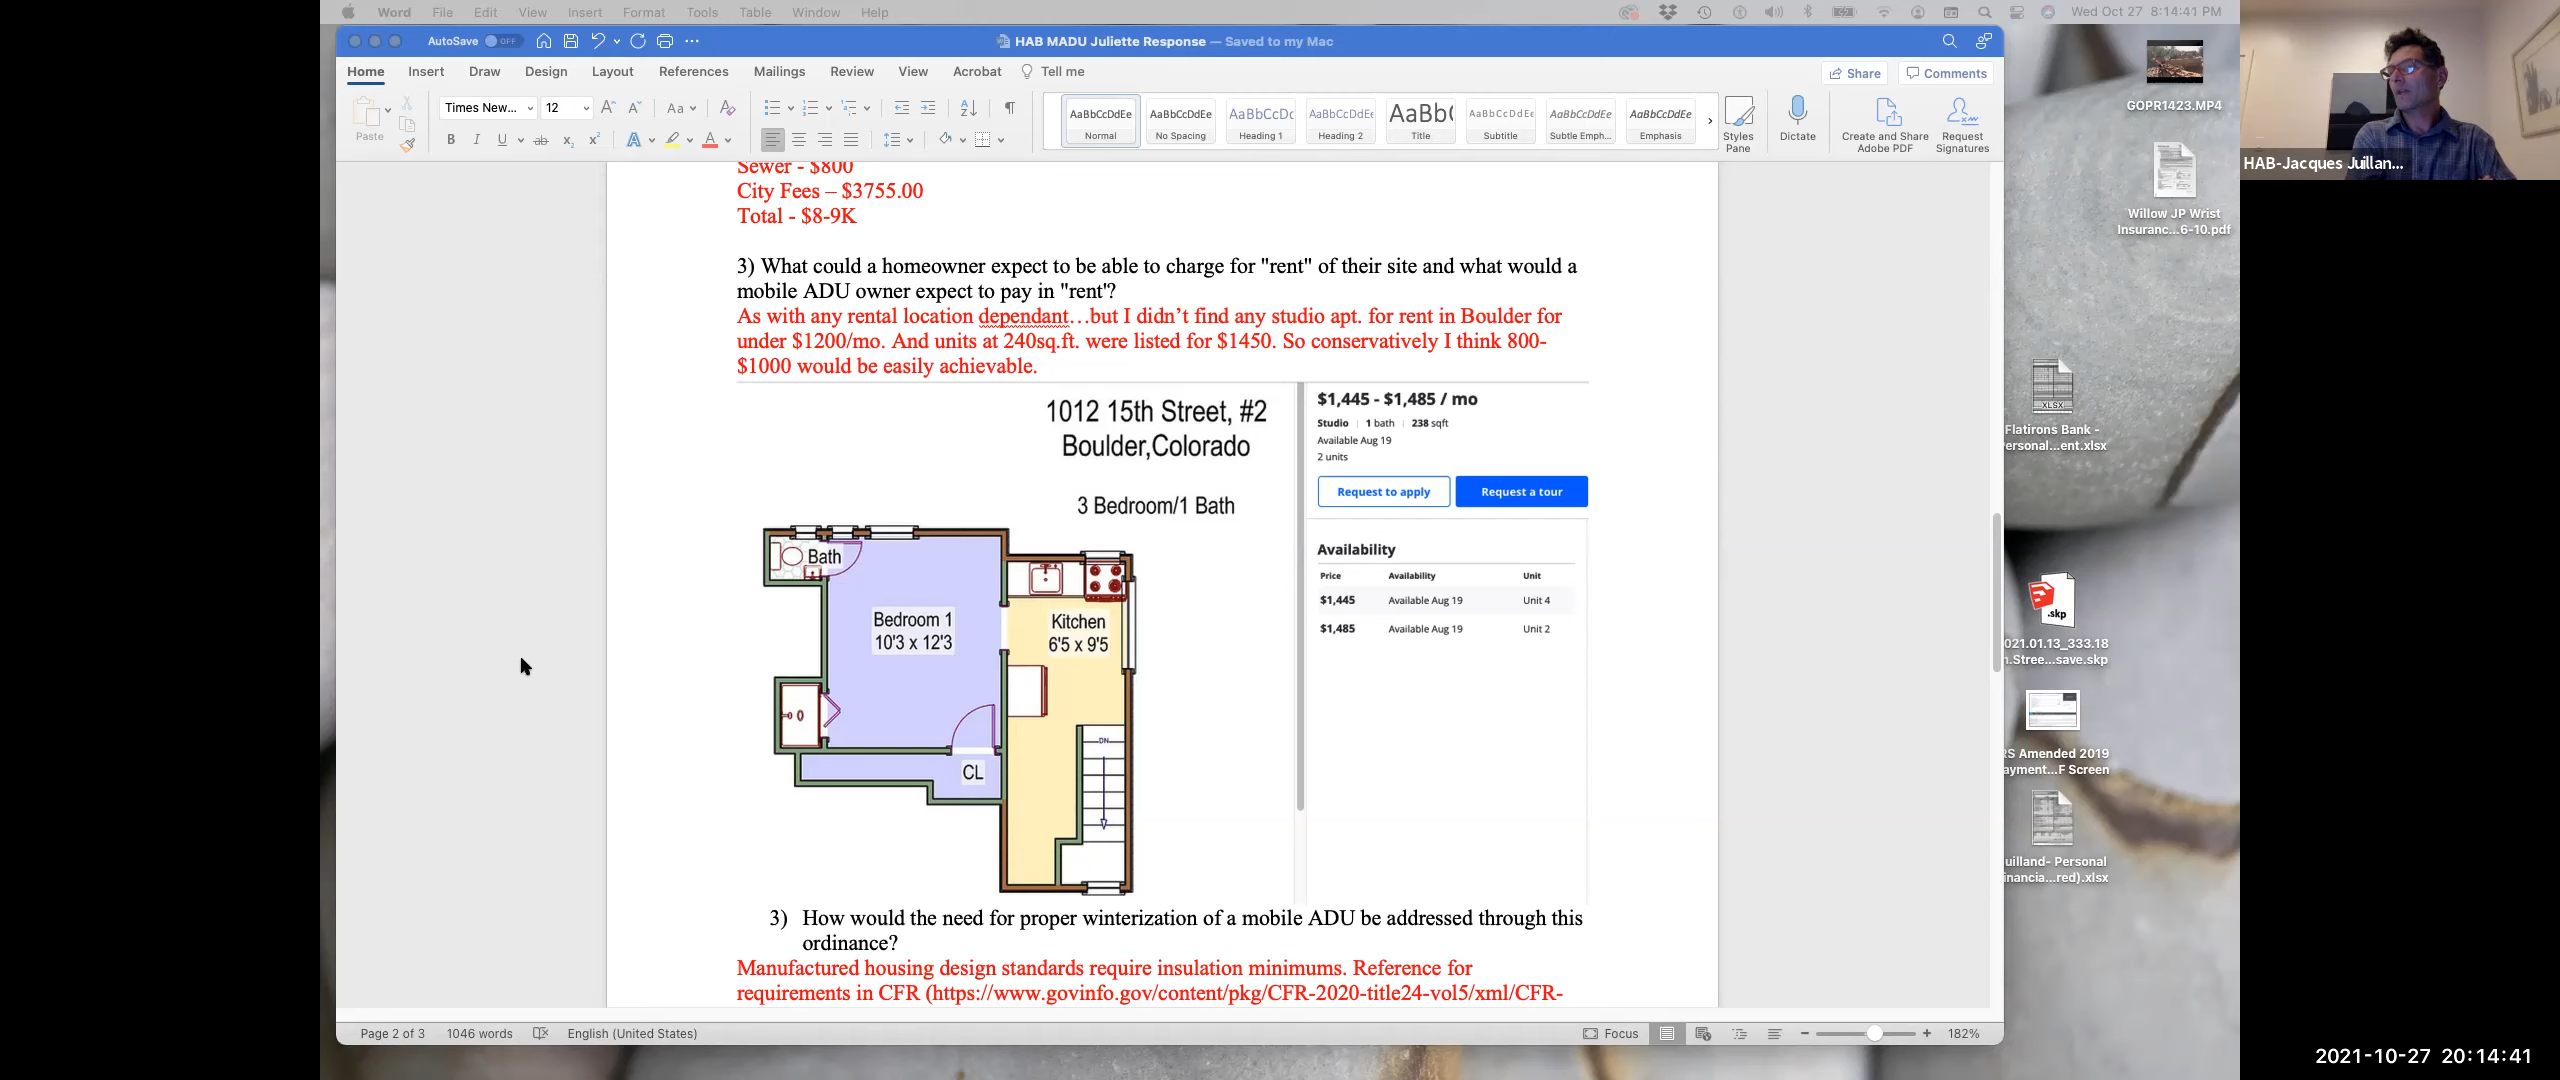 Word File Edit View Insert Format Tools Table Window Help
Wed Oct 27 8:14:41 PM
AutoSave OFF
HAB MADU Juliette Response — Saved to my Mac
Home Insert Draw Design Layout References Mailings Review View Acrobat Tell me
Share Comments
Times New... 12
Aa
Paste
AaBbCcDdEe AaBbCcDdEe AaBbCcDc AaBbCcDdEe AaBb( AaBbCcDdEe AaBbCcDdEe AaBbCcDdEe
Normal No Spacing Heading 1 Heading 2 Title Subtitle Subtle Emph... Emphasis
Styles Pane
Dictate
Create and Share Adobe PDF
Request Signatures
Sewer - $800
City Fees – $3755.00
Total - $8-9K
3) What could a homeowner expect to be able to charge for "rent" of their site and what would a
mobile ADU owner expect to pay in "rent'?
As with any rental location dependant…but I didn’t find any studio apt. for rent in Boulder for
under $1200/mo. And units at 240sq.ft. were listed for $1450. So conservatively I think 800-
$1000 would be easily achievable.
1012 15th Street, #2
Boulder,Colorado
3 Bedroom/1 Bath
Bath
Bedroom 1
10'3 x 12'3
Kitchen
6'5 x 9'5
CL
DN
$1,445 - $1,485 / mo
Studio 1 bath 238 sqft
Available Aug 19
2 units
Request to apply Request a tour
Availability
Price Availability Unit
$1,445 Available Aug 19 Unit 4
$1,485 Available Aug 19 Unit 2
3) How would the need for proper winterization of a mobile ADU be addressed through this
ordinance?
Manufactured housing design standards require insulation minimums. Reference for
requirements in CFR (https://www.govinfo.gov/content/pkg/CFR-2020-title24-vol5/xml/CFR-
Page 2 of 3 1046 words English (United States)
Focus 182%
GOPR1423.MP4
Willow JP Wrist
Insuranc...6-10.pdf
XLSX
Flatirons Bank -
ersonal...ent.xlsx
.skp
021.01.13_333.18
n.Stree...save.skp
RS Amended 2019
ayment...F Screen
uilland- Personal
inancia...red).xlsx
HAB-Jacques Juillan...
2021-10-27 20:14:41